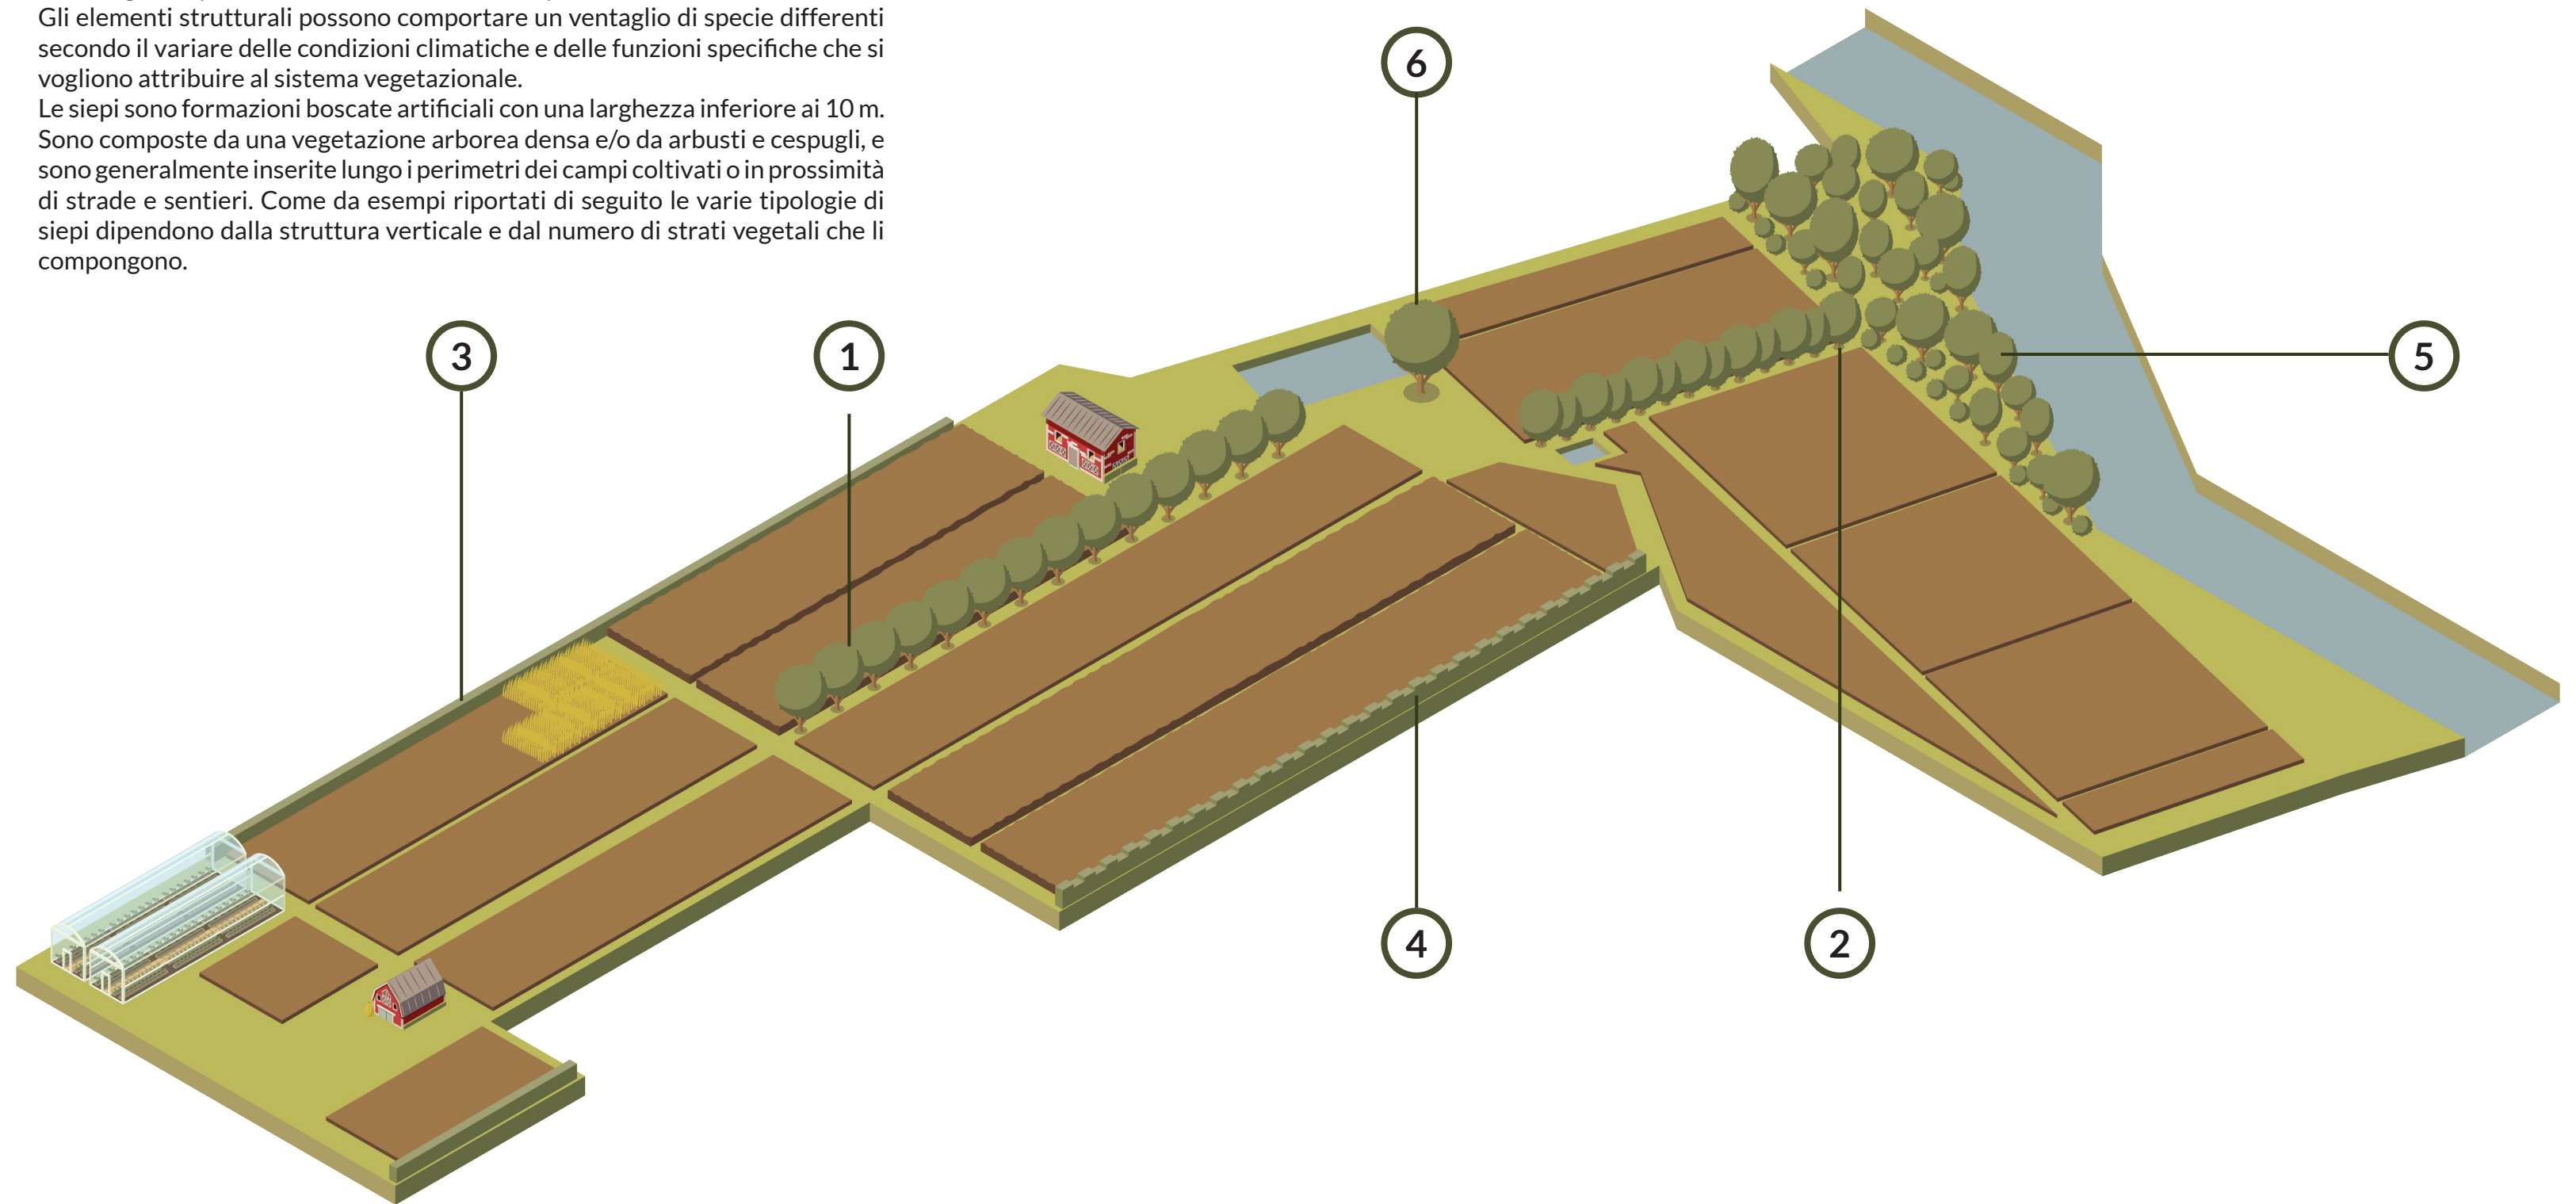 Gli elementi strutturali possono comportare un ventaglio di specie differenti
secondo il variare delle condizioni climatiche e delle funzioni specifiche che si
vogliono attribuire al sistema vegetazionale.
Le siepi sono formazioni boscate artificiali con una larghezza inferiore ai 10 m.
Sono composte da una vegetazione arborea densa e/o da arbusti e cespugli, e
sono generalmente inserite lungo i perimetri dei campi coltivati o in prossimità
di strade e sentieri. Come da esempi riportati di seguito le varie tipologie di
siepi dipendono dalla struttura verticale e dal numero di strati vegetali che li
compongono.
6
3
1
5
4
2